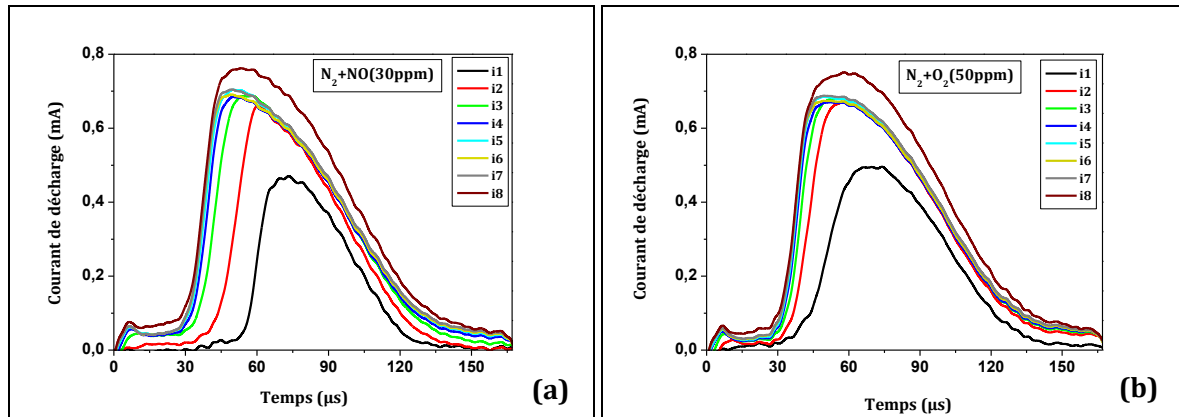 0,8
0,6
0,4
0,2
0,0
Courant de décharge (mA)
N2+NO(30ppm)
i1
i2
i3
i4
i5
i6
i7
i8
0 30 60 90 120 150
Temps (µs)
(a)
0,8
0,6
0,4
0,2
0,0
Courant de décharge (mA)
N2+O2(50ppm)
i1
i2
i3
i4
i5
i6
i7
i8
0 30 60 90 120 150
Temps (µs)
(b)